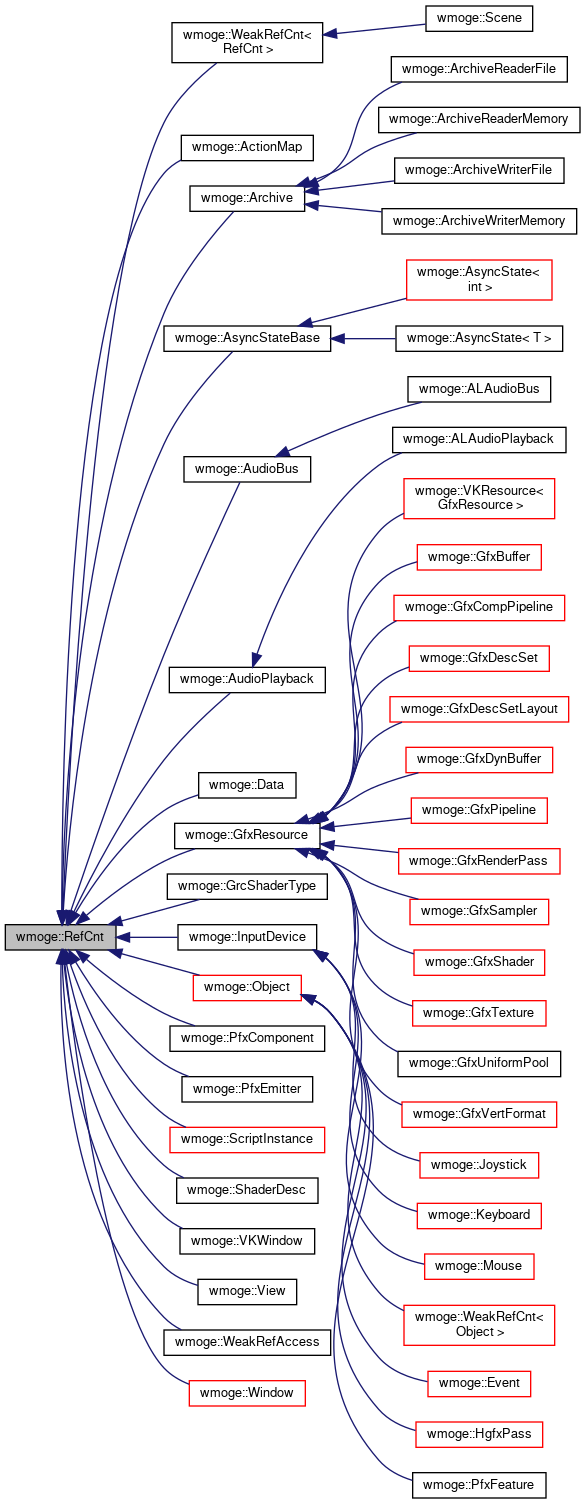 wmoge::Scene
wmoge::WeakRefCnt<
RefCnt >
wmoge::ArchiveReaderFile
wmoge::ArchiveReaderMemory
wmoge::ActionMap
wmoge::ArchiveWriterFile
wmoge::Archive
wmoge::ArchiveWriterMemory
wmoge::AsyncState<
int >
wmoge::AsyncStateBase
wmoge::AsyncState< T >
wmoge::ALAudioBus
wmoge::ALAudioPlayback
wmoge::AudioBus
wmoge::VKResource<
GfxResource >
wmoge::GfxBuffer
wmoge::GfxCompPipeline
wmoge::GfxDescSet
wmoge::AudioPlayback
wmoge::GfxDescSetLayout
wmoge::GfxDynBuffer
wmoge::Data
wmoge::GfxPipeline
wmoge::GfxResource
wmoge::GfxRenderPass
wmoge::GrcShaderType
wmoge::GfxSampler
wmoge::RefCnt
wmoge::InputDevice
wmoge::GfxShader
wmoge::Object
wmoge::GfxTexture
wmoge::PfxComponent
wmoge::GfxUniformPool
wmoge::PfxEmitter
wmoge::GfxVertFormat
wmoge::ScriptInstance
wmoge::Joystick
wmoge::ShaderDesc
wmoge::Keyboard
wmoge::VKWindow
wmoge::Mouse
wmoge::View
wmoge::WeakRefCnt<
Object >
wmoge::WeakRefAccess
wmoge::Event
wmoge::Window
wmoge::HgfxPass
wmoge::PfxFeature